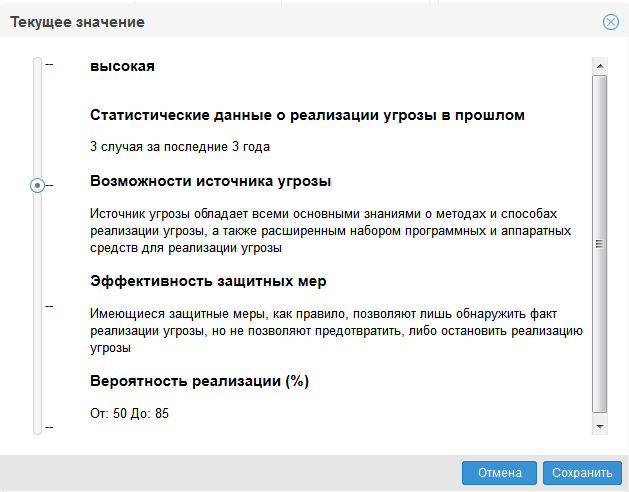 Текущее значение
высокая
Статистические данные о реализации угрозы в прошлом
3 случая за последние 3 года
Возможности источника угрозы
Источник угрозы обладает всеми основными знаниями о методах и способах
реализации угрозы, а также расширенным набором программных и аппаратных
средств для реализации угрозы
Эффективность защитных мер
Имеющиеся защитные меры, как правило, позволяют лишь обнаружить факт
реализации угрозы, но не позволяют предотвратить, либо остановить реализацию
угрозы
Вероятность реализации (%)
От: 50 До: 85
Отмена Сохранить